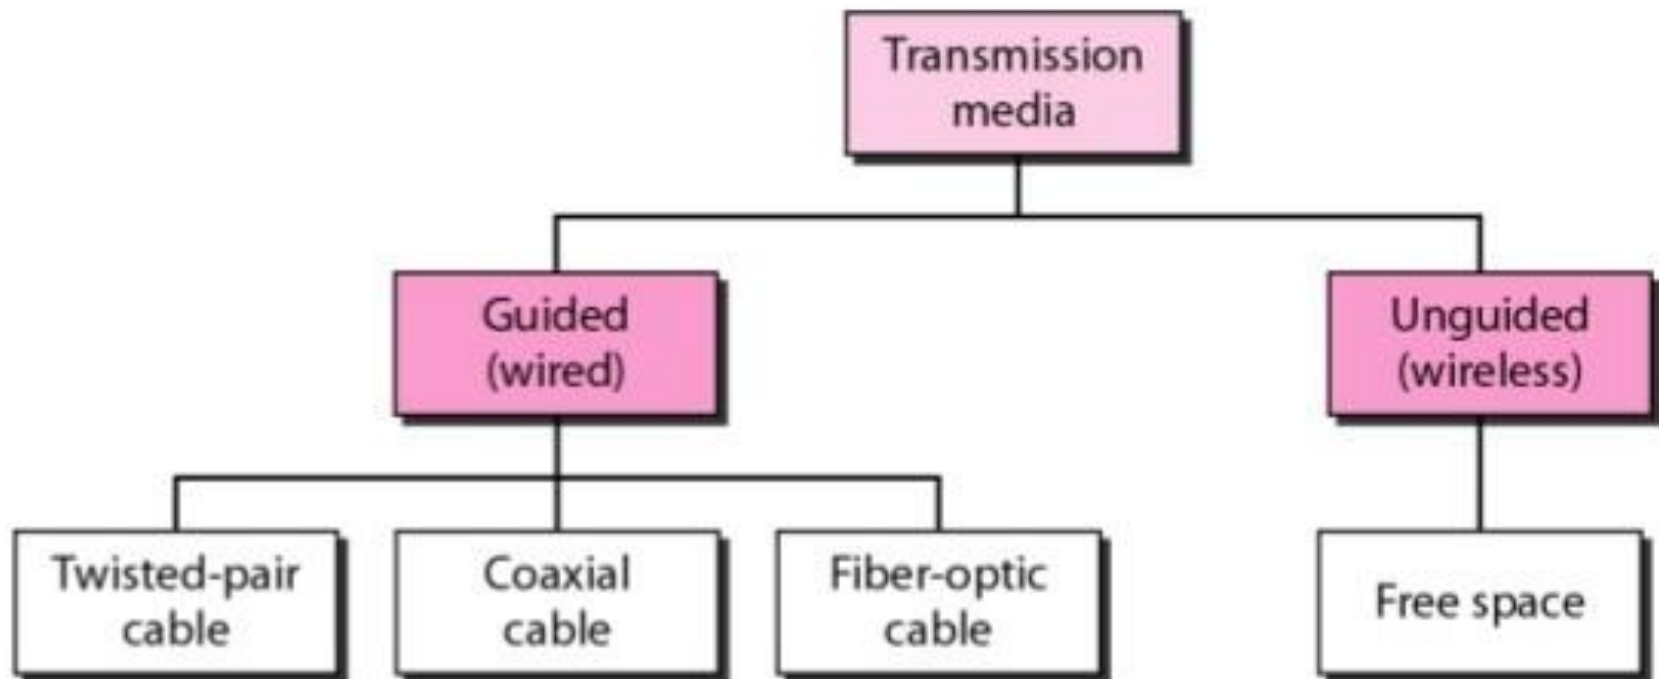 Transmission
media
Guided
(wired)
Unguided
(wireless)
Twisted-pair
cable
Coaxial
cable
Fiber-optic
cable
Free space